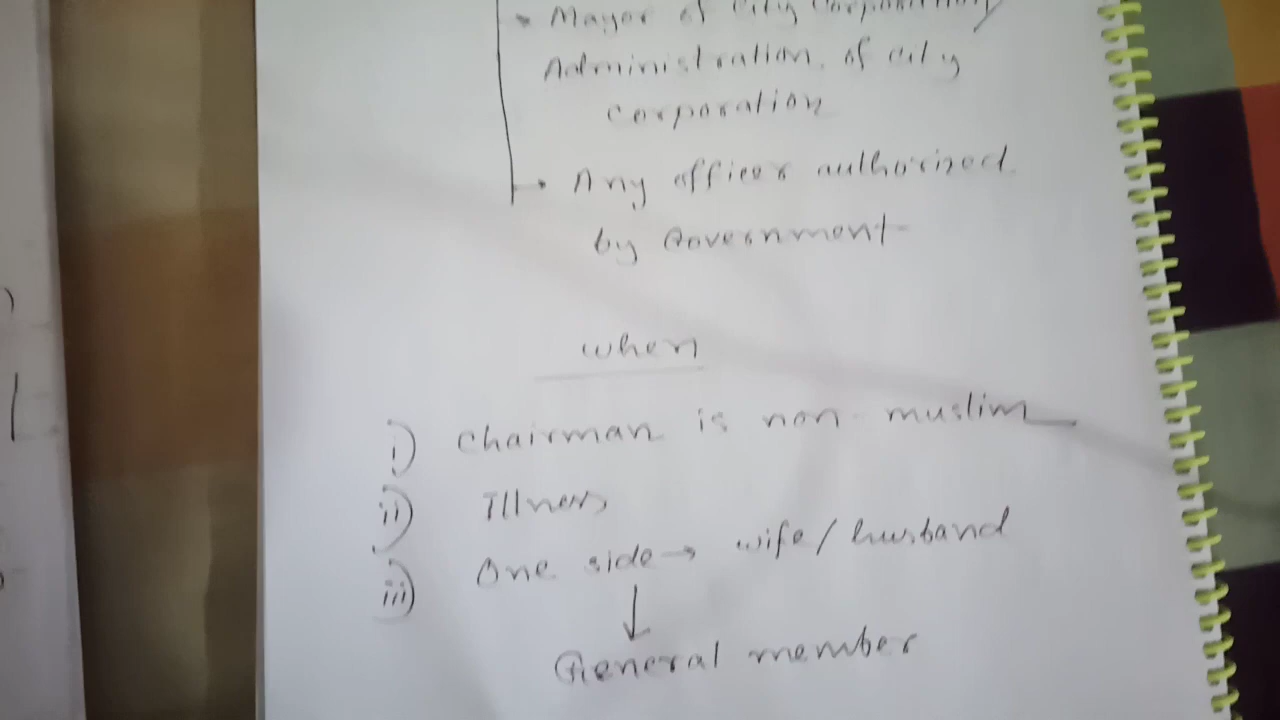 → Mayor of City Corporation/
Administration of city
corporation
→ Any officer authorized
by Government
when
i) Chairman is non-muslim
ii) Illness
iii) One side → wife/husband
↓
General member